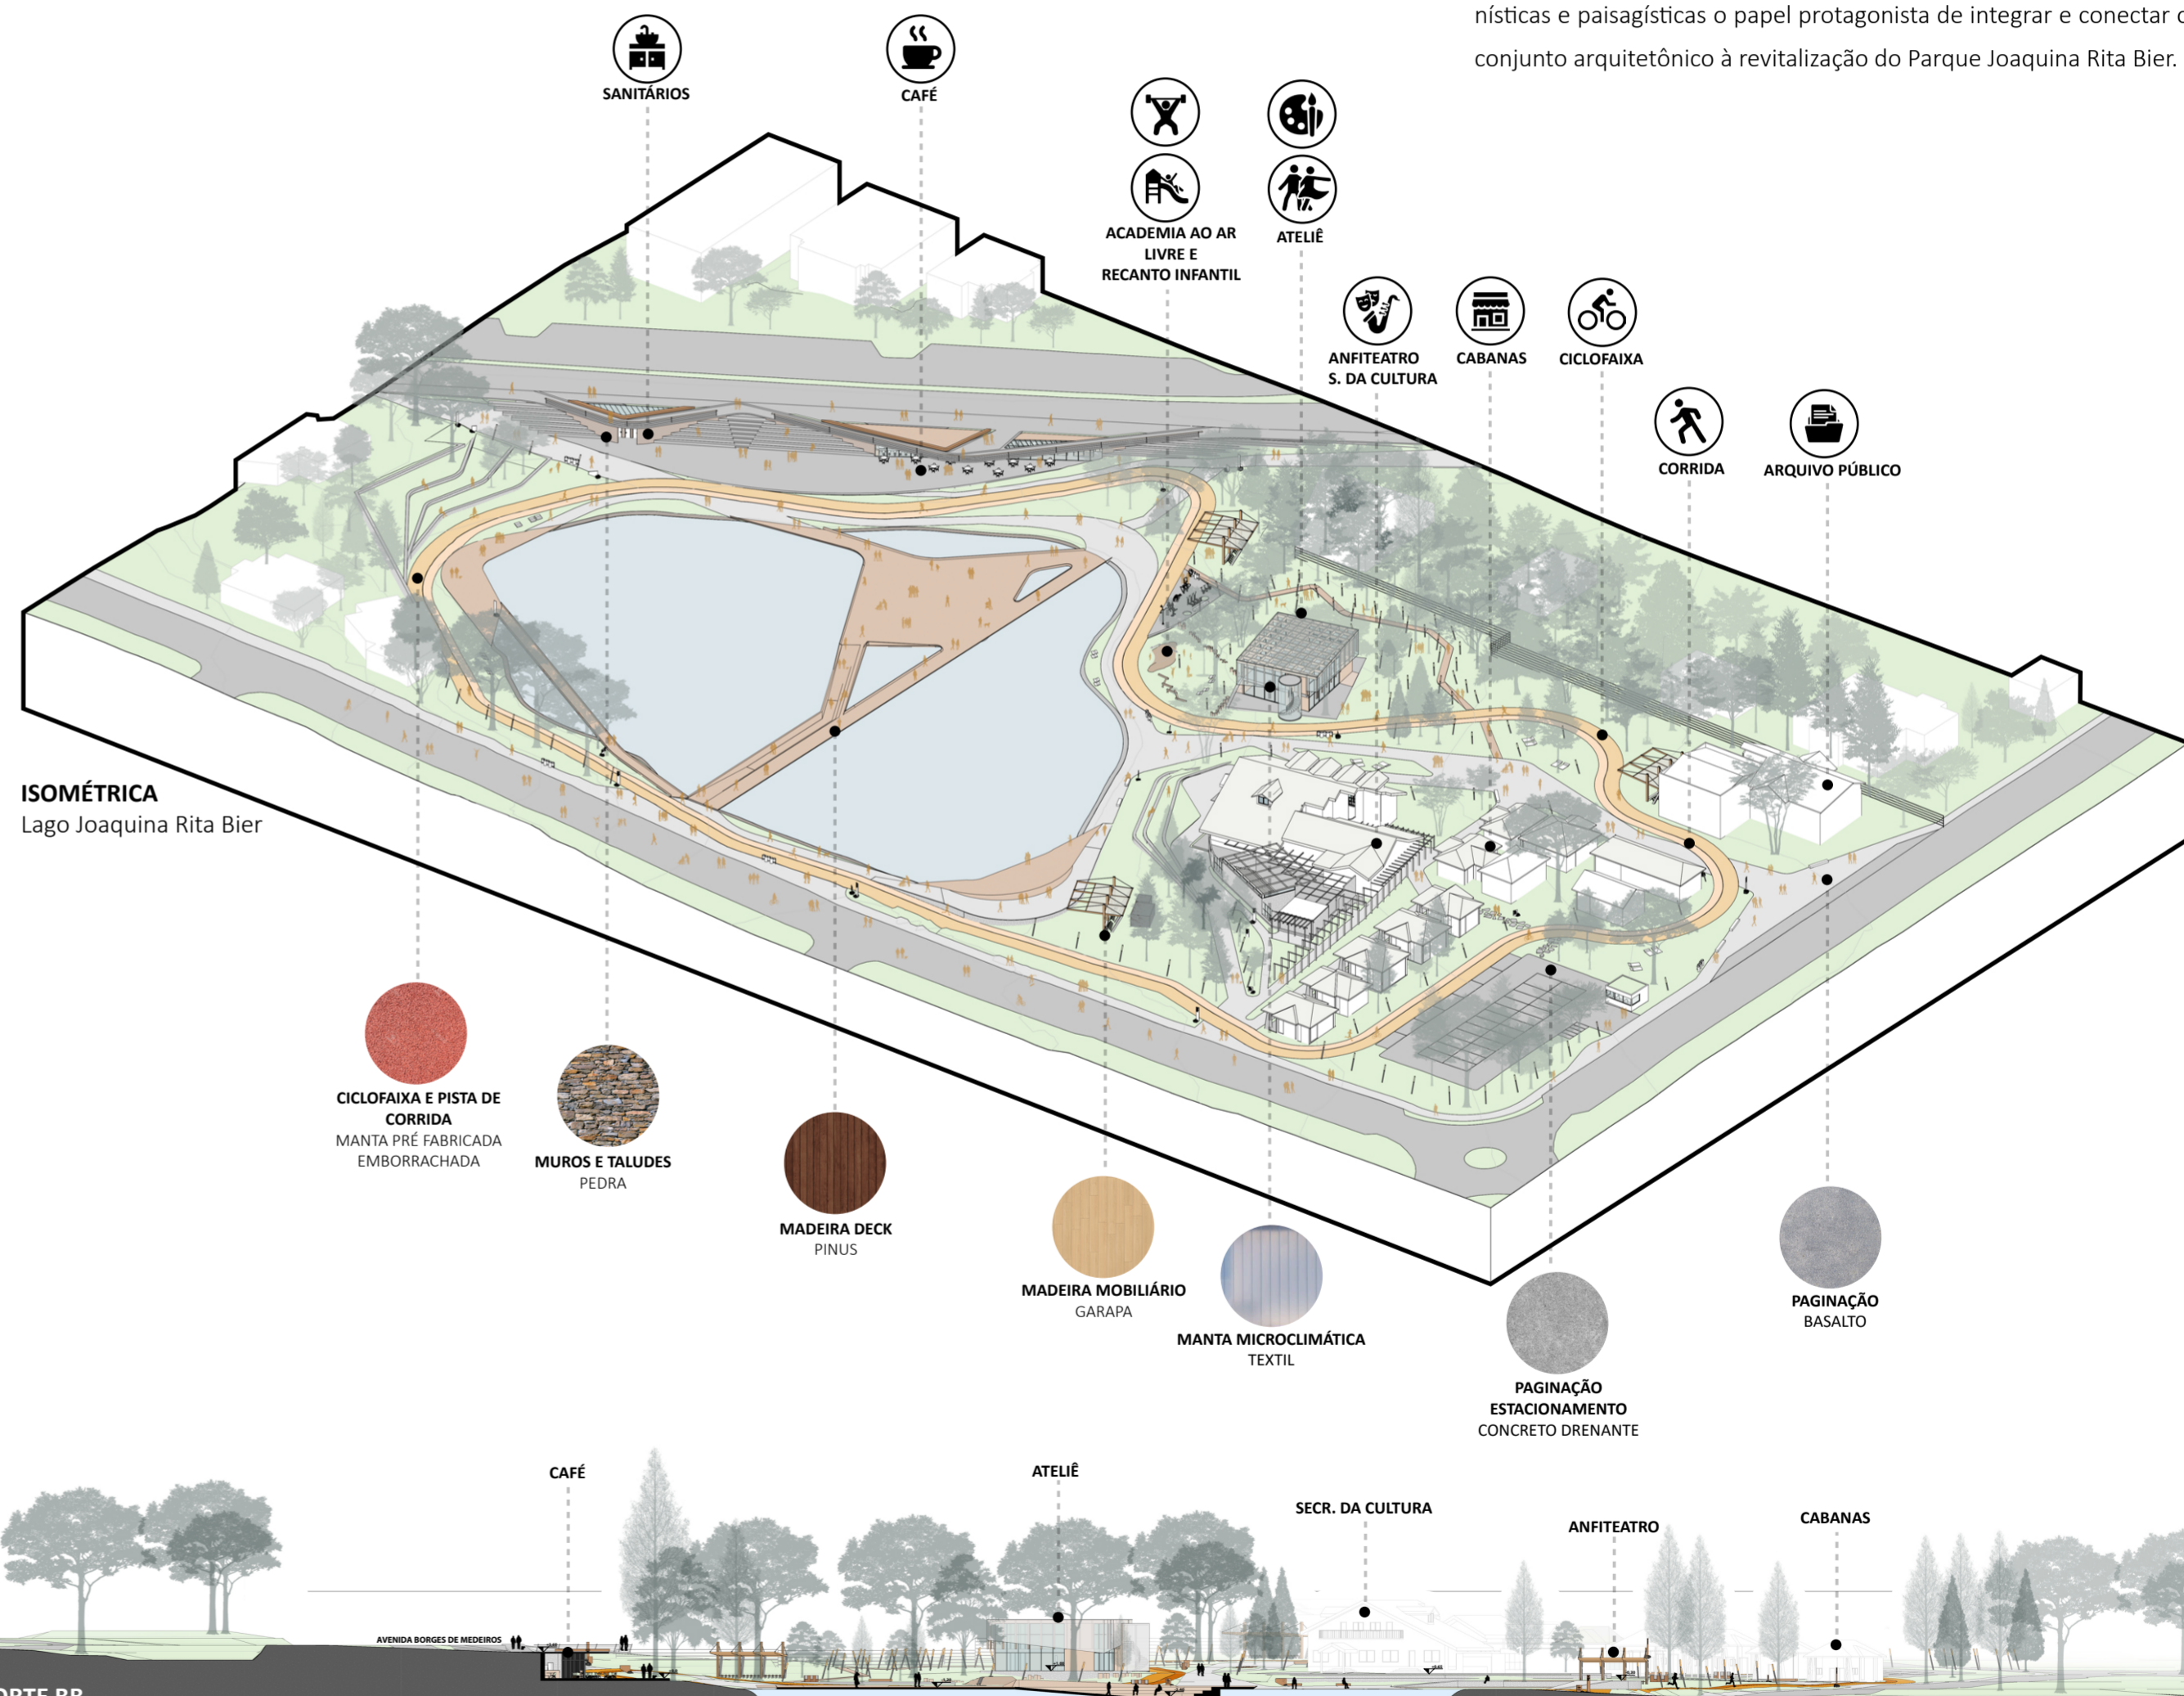 nísticas e paisagísticas o papel protagonista de integrar e conectar
conjunto arquitetônico à revitalização do Parque Joaquina Rita Bier.
SANITÁRIOS
CAFÉ
ACADEMIA AO AR
LIVRE E
RECANTO INFANTIL
ATELIÊ
ANFITEATRO
S. DA CULTURA
CABANAS
CICLOFAIXA
CORRIDA
ARQUIVO PÚBLICO
ISOMÉTRICA
Lago Joaquina Rita Bier
CICLOFAIXA E PISTA DE
CORRIDA
MANTA PRÉ FABRICADA
EMBORRACHADA
MUROS E TALUDES
PEDRA
MADEIRA DECK
PINUS
MADEIRA MOBILIÁRIO
GARAPA
MANTA MICROCLIMÁTICA
TEXTIL
PAGINAÇÃO
ESTACIONAMENTO
CONCRETO DRENANTE
PAGINAÇÃO
BASALTO
CAFÉ
ATELIÊ
SECR. DA CULTURA
ANFITEATRO
CABANAS
AVENIDA BORGES DE MEDEIROS